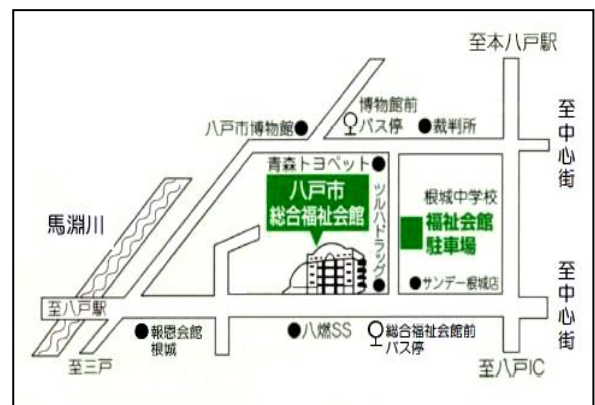 至本八戸駅
博物館前
バス停
八戸市博物館
裁判所
至中心街
青森トヨペット
八戸市
総合福祉会館
ツルハドラッグ
根城中学校
福祉会館
駐車場
馬淵川
サンデー根城店
至中心街
至八戸駅
報恩会館
根城
八燃SS
総合福祉会館前
バス停
至三戸
至八戸IC